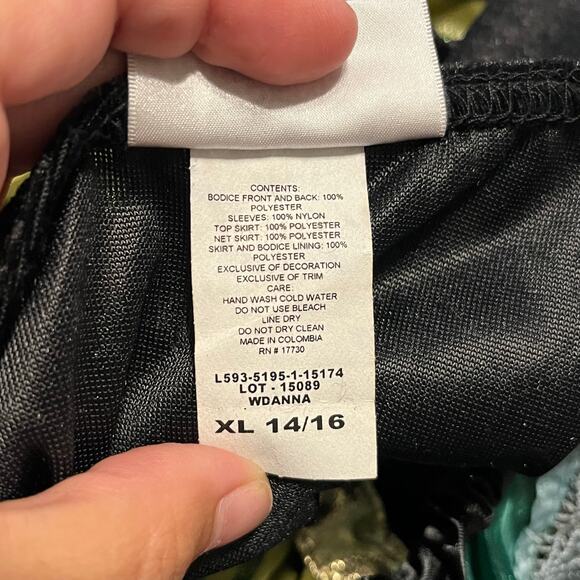 CONTENTS:
BODICE FRONT AND BACK: 100%
POLYESTER
SLEEVES: 100% NYLON
TOP SKIRT: 100% POLYESTER
NET SKIRT: 100% POLYESTER
SKIRT AND BODICE LINING: 100%
POLYESTER
EXCLUSIVE OF DECORATION
EXCLUSIVE OF TRIM
CARE:
HAND WASH COLD WATER
DO NOT USE BLEACH
LINE DRY
DO NOT DRY CLEAN
MADE IN COLOMBIA
RN # 17730
L593-5195-1-15174
LOT - 15089
WDANNA
XL 14/16